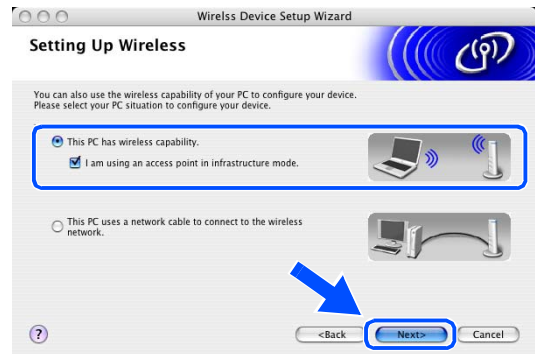 Wirelss Device Setup Wizard
Setting Up Wireless
You can also use the wireless capability of your PC to configure your device.
Please select your PC situation to configure your device.
This PC has wireless capability.
I am using an access point in infrastructure mode.
This PC uses a network cable to connect to the wireless
network.
?
<Back
Next>
Cancel